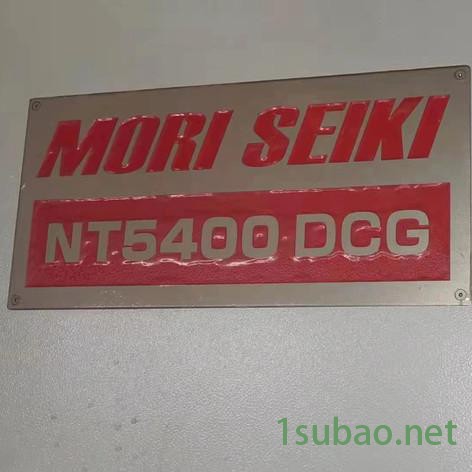 MORI SEIKI
NT5400 DCG
1subao.net